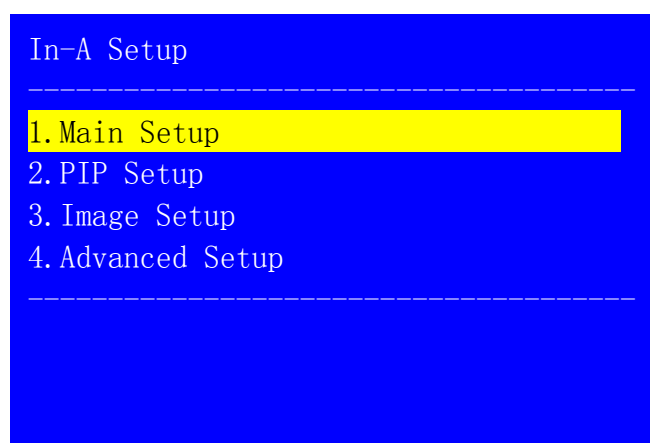 In-A Setup
--------------------------------------
1.Main Setup
2.PIP Setup
3.Image Setup
4.Advanced Setup
--------------------------------------